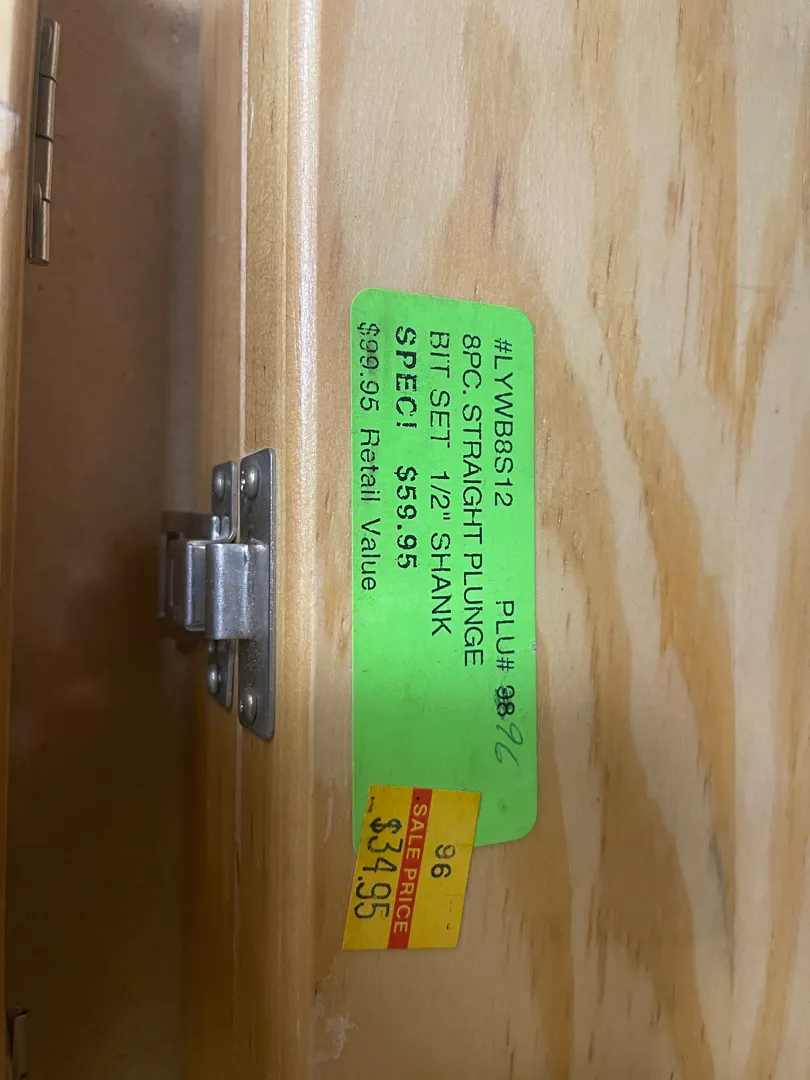 #LYWB8S12 PLU# 98 96
8PC. STRAIGHT PLUNGE
BIT SET 1/2" SHANK
SPEC! $59.95
$99.95 Retail Value
96
SALE PRICE
$34.95